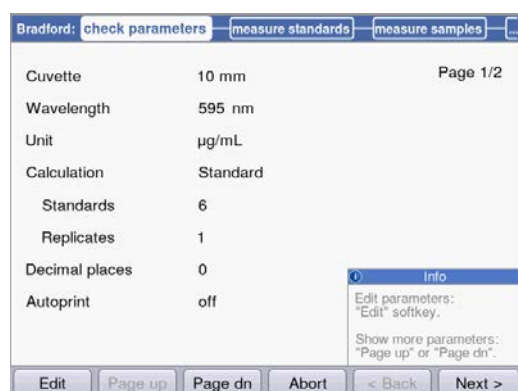 Bradford: check parameters measure standards measure samples ...
Page 1/2
Cuvette 10 mm
Wavelength 595 nm
Unit µg/mL
Calculation Standard
Standards 6
Replicates 1
Decimal places 0
Autoprint off
Info
Edit parameters:
"Edit" softkey.
Show more parameters:
"Page up" or "Page dn".
Edit Page up Page dn Abort < Back Next >